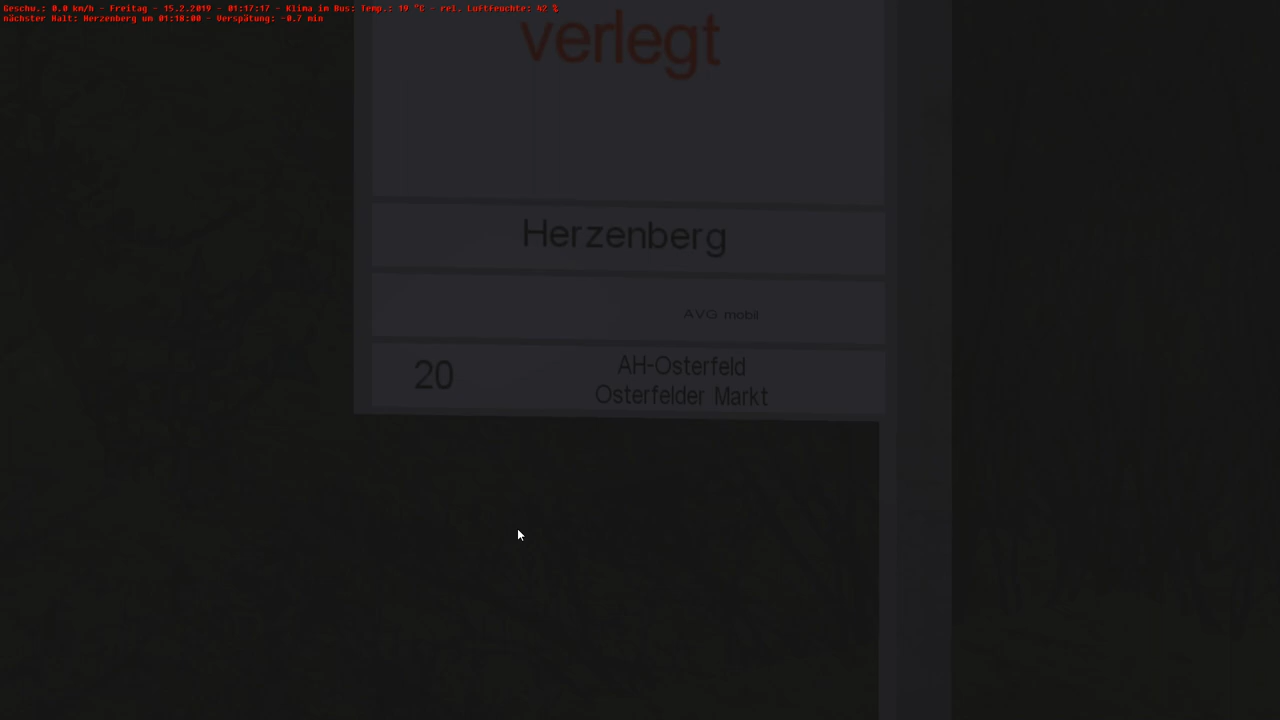 Geschw.: 0.0 km/h - Freitag - 15.2.2019 - 01:17:17 - Klima im Bus: Temp.: 19 °C - rel. Luftfeuchte: 42 %
nächster Halt: Herzenberg um 01:18:00 - Verspätung: -0.7 min
verlegt
Herzenberg
AVG mobil
20
AH-Osterfeld
Osterfelder Markt